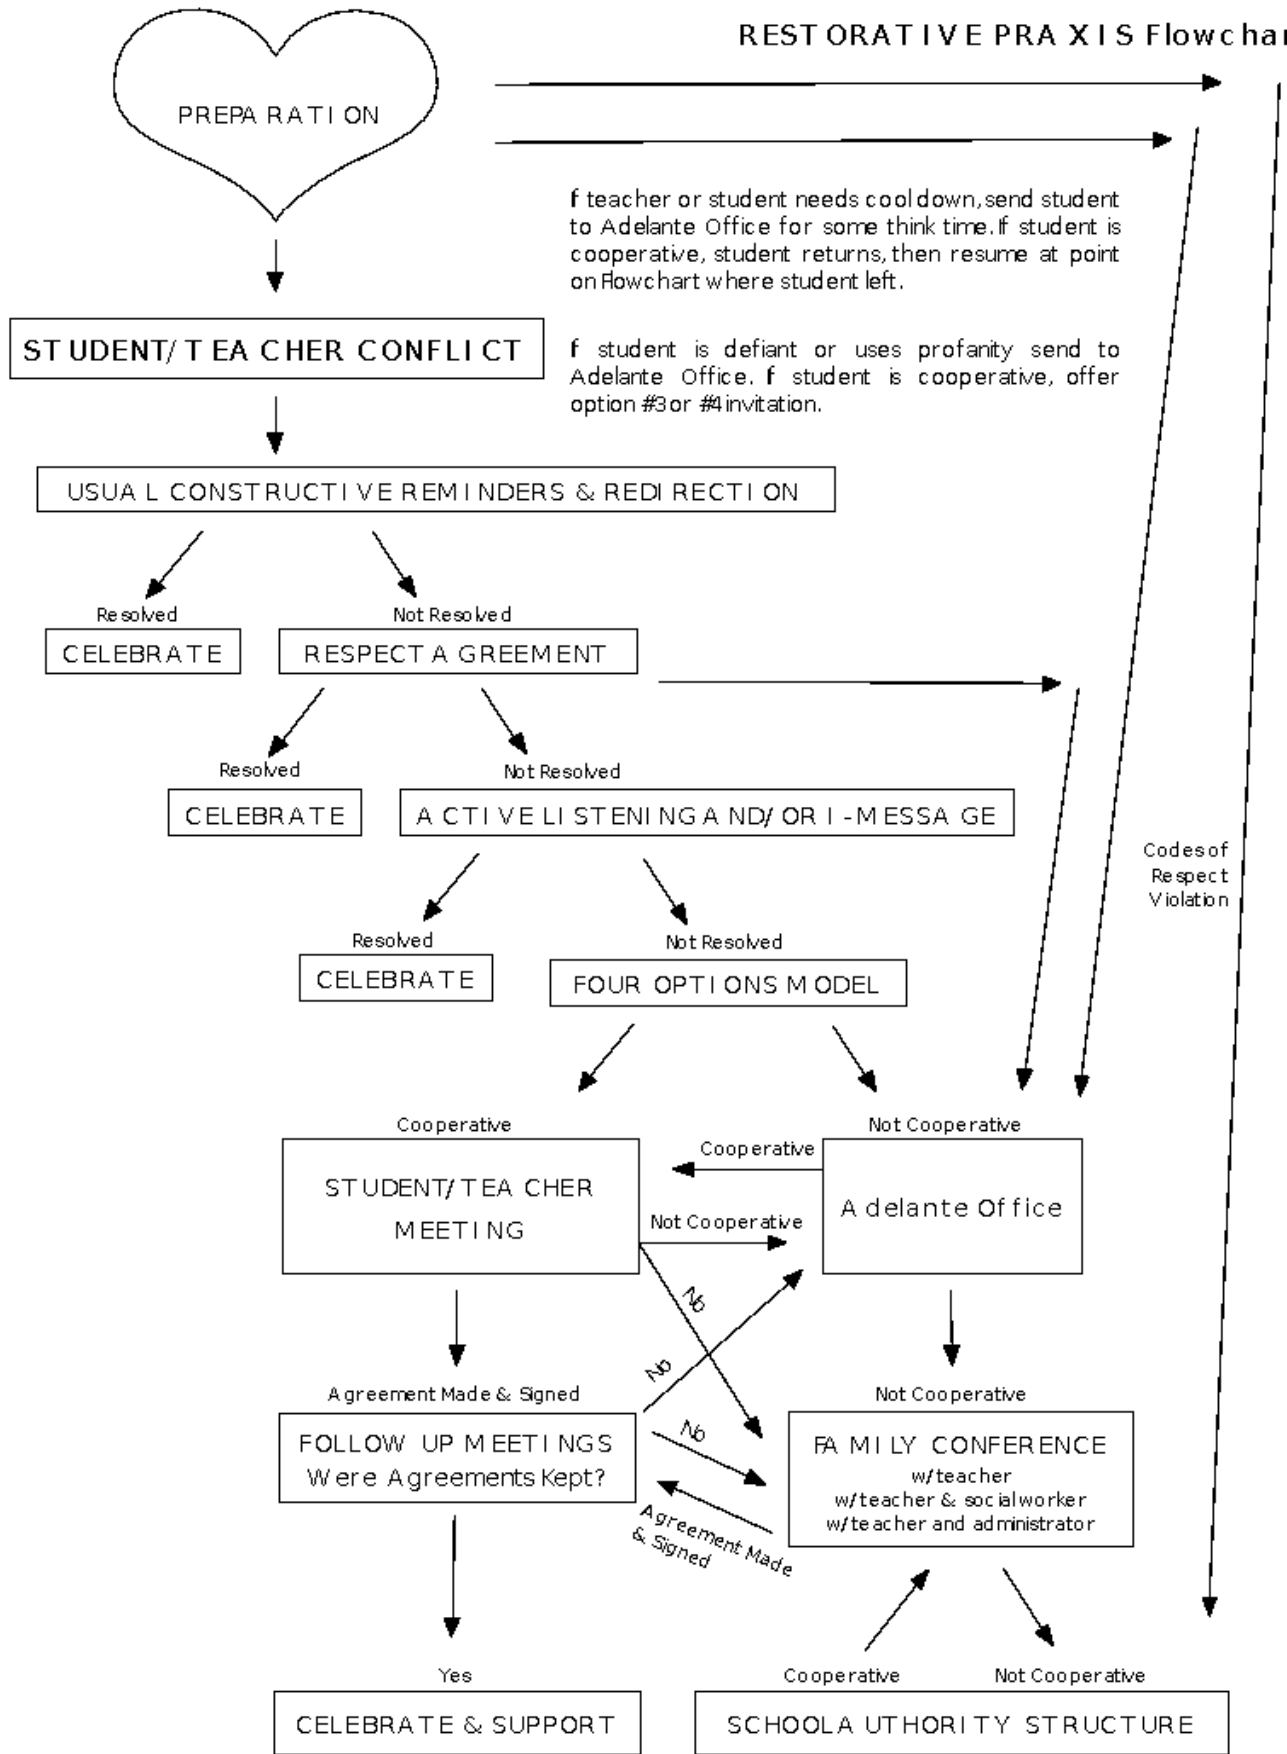 RESTORATIVE PRAXIS Flowchar
PREPARATION
f teacher or student needs cool down, send student
to Adelante Office for some think time. If student is
cooperative, student returns, then resume at point
on Flowchart where student left.
STUDENT/TEACHER CONFLICT
f student is defiant or uses profanity send to
Adelante Office. f student is cooperative, offer
option #3 or #4 invitation.
USUAL CONSTRUCTIVE REMINDERS & REDIRECTION
Resolved
Not Resolved
CELEBRATE
RESPECT AGREEMENT
Resolved
Not Resolved
CELEBRATE
ACTIVE LISTENING AND/OR I-MESSAGE
Codes of
Respect
Violation
Resolved
Not Resolved
CELEBRATE
FOUR OPTIONS MODEL
Cooperative
Not Cooperative
STUDENT/TEACHER
MEETING
Cooperative
Not Cooperative
Adelante Office
No
No
No
Agreement Made & Signed
Not Cooperative
FOLLOW UP MEETINGS
Were Agreements Kept?
FAMILY CONFERENCE
w/teacher
w/teacher & social worker
w/teacher and administrator
Agreement Made
& Signed
Yes
Cooperative
Not Cooperative
CELEBRATE & SUPPORT
SCHOOL AUTHORITY STRUCTURE